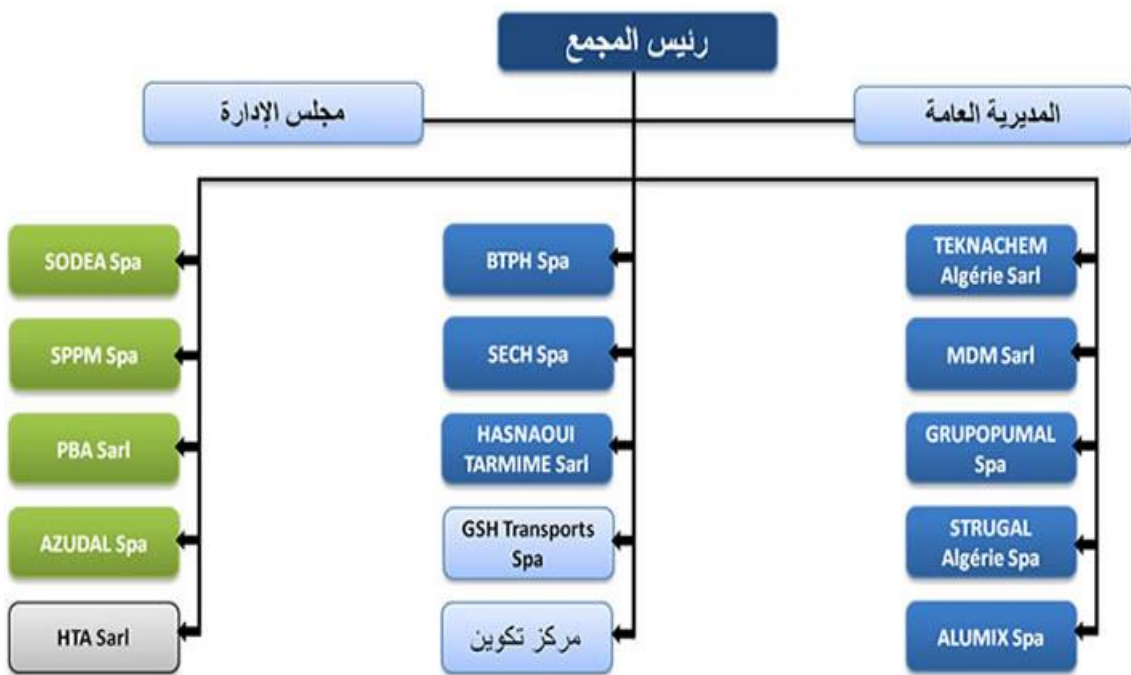 رئيس المجمع
المديرية العامة
مجلس الإدارة
TEKNACHEM
Algérie Sarl
MDM Sarl
GRUPOPUMAL
Spa
STRUGAL
Algérie Spa
ALUMIX Spa
BTPH Spa
SECH Spa
HASNAOUI
TARMIME Sarl
GSH Transports
Spa
مركز تكوين
SODEA Spa
SPPM Spa
PBA Sarl
AZUDAL Spa
HTA Sarl